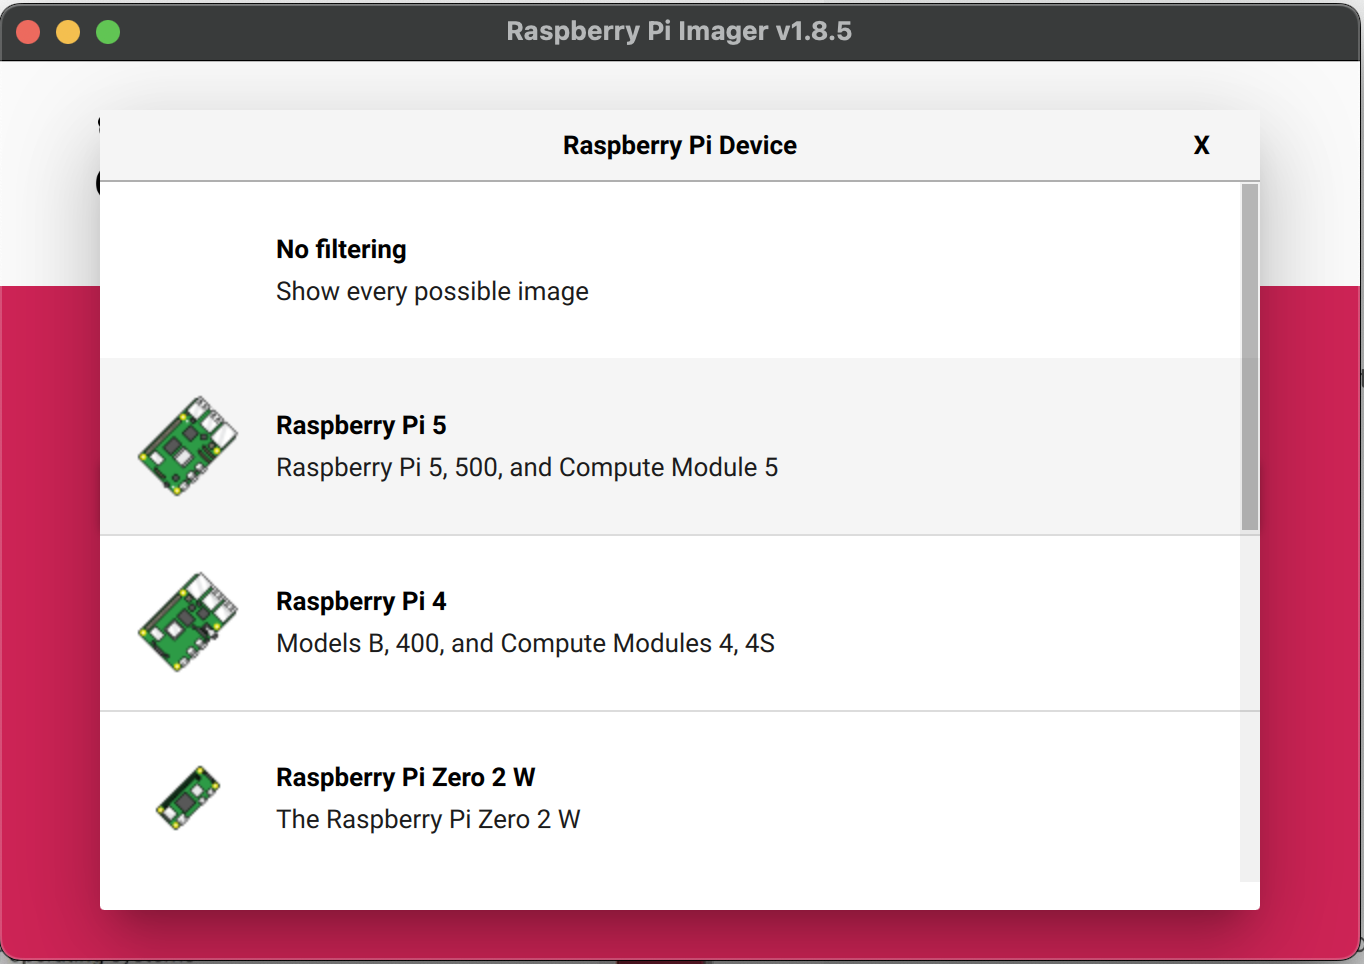 Raspberry Pi Imager v1.8.5
Raspberry Pi Device X
No filtering
Show every possible image
Raspberry Pi 5
Raspberry Pi 5, 500, and Compute Module 5
Raspberry Pi 4
Models B, 400, and Compute Modules 4, 4S
Raspberry Pi Zero 2 W
The Raspberry Pi Zero 2 W